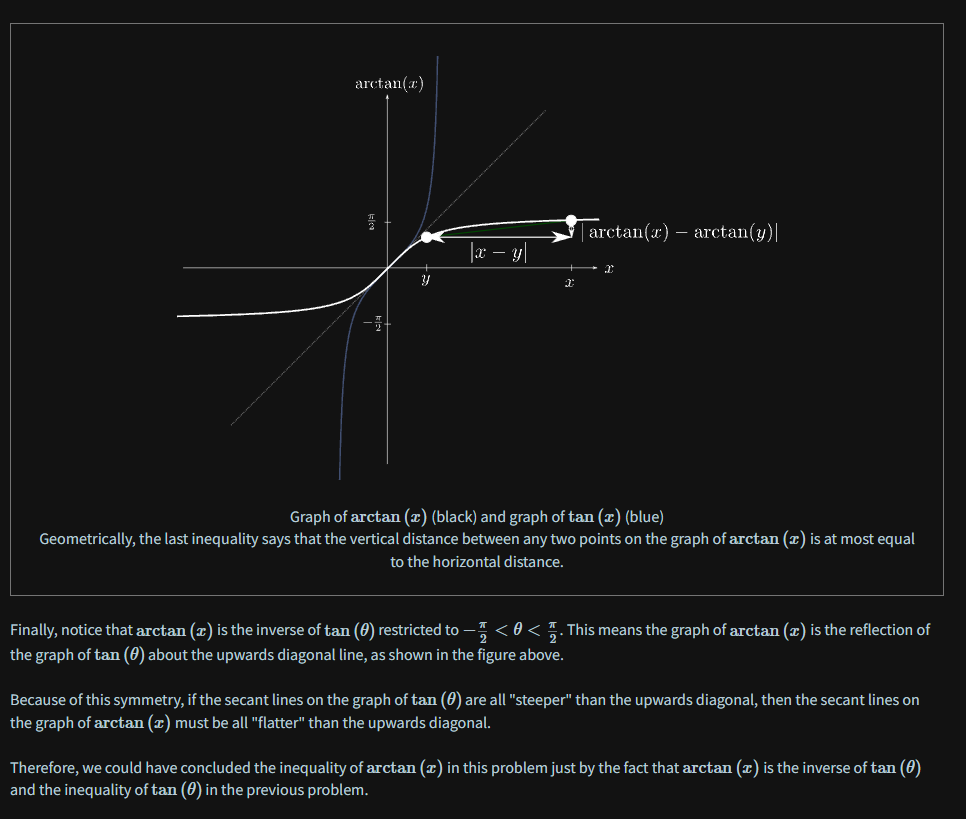 arctan(x)
π/2
|arctan(x) − arctan(y)|
|x − y|
x
y
x
−π/2
Graph of arctan (x) (black) and graph of tan (x) (blue)
Geometrically, the last inequality says that the vertical distance between any two points on the graph of arctan (x) is at most equal
to the horizontal distance.
Finally, notice that arctan (x) is the inverse of tan (θ) restricted to −π/2 < θ < π/2. This means the graph of arctan (x) is the reflection of
the graph of tan (θ) about the upwards diagonal line, as shown in the figure above.
Because of this symmetry, if the secant lines on the graph of tan (θ) are all "steeper" than the upwards diagonal, then the secant lines on
the graph of arctan (x) must be all "flatter" than the upwards diagonal.
Therefore, we could have concluded the inequality of arctan (x) in this problem just by the fact that arctan (x) is the inverse of tan (θ)
and the inequality of tan (θ) in the previous problem.